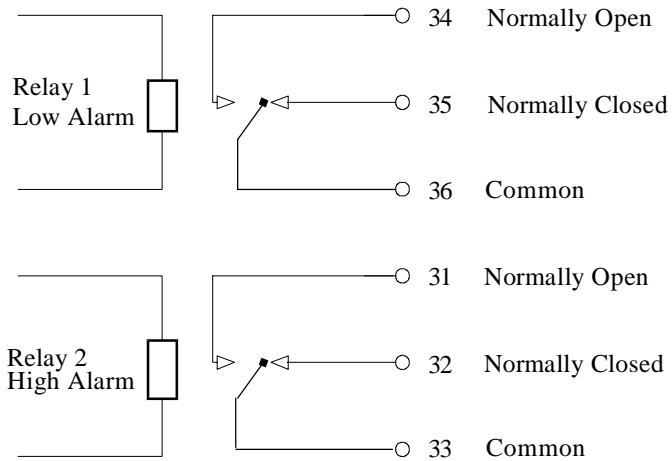 34 Normally Open
Relay 1
Low Alarm
35 Normally Closed
36 Common
31 Normally Open
Relay 2
High Alarm
32 Normally Closed
33 Common